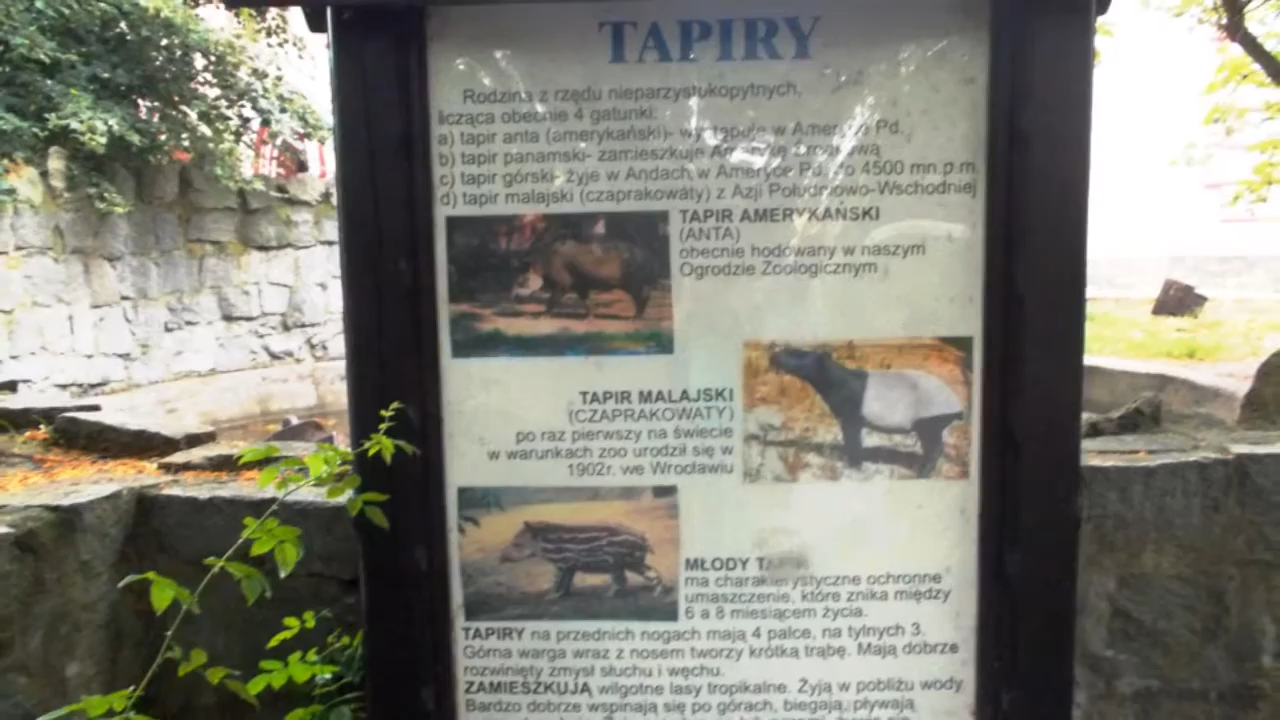 TAPIRY
Rodzina z rzędu nieparzystokopytnych,
licząca obecnie 4 gatunki:
a) tapir anta (amerykański)- występuje w Ameryce Pd.
b) tapir panamski- zamieszkuje Amerykę Środkową
c) tapir górski- żyje w Andach w Ameryce Pd. do 4500 mn.p.m.
d) tapir malajski (czaprakowaty) z Azji Południowo-Wschodniej
TAPIR AMERYKAŃSKI
(ANTA)
obecnie hodowany w naszym
Ogrodzie Zoologicznym
TAPIR MALAJSKI
(CZAPRAKOWATY)
po raz pierwszy na świecie
w warunkach zoo urodził się w
1902r. we Wrocławiu
MŁODY TAPIR
ma charakterystyczne ochronne
umaszczenie, które znika między
6 a 8 miesiącem życia.
TAPIRY na przednich nogach mają 4 palce, na tylnych 3.
Górna warga wraz z nosem tworzy krótką trąbę. Mają dobrze
rozwinięty zmysł słuchu i węchu.
ZAMIESZKUJĄ wilgotne lasy tropikalne. Żyją w pobliżu wody
Bardzo dobrze wspinają się po górach, biegają, pływają